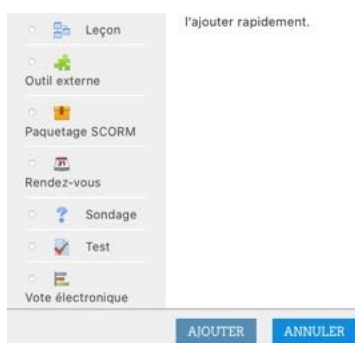 Leçon
l'ajouter rapidement.
Outil externe
Paquetage SCORM
Rendez-vous
Sondage
Test
Vote électronique
AJOUTER ANNULER